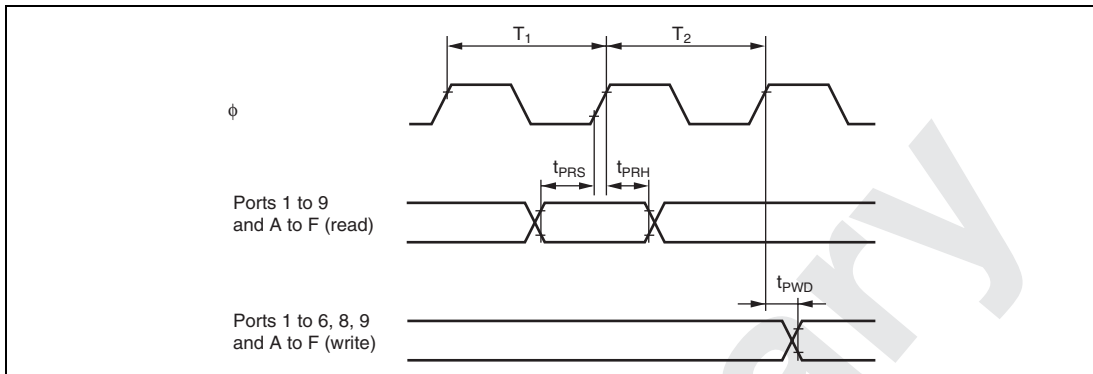 T1 T2
φ
tPRS tPRH
Ports 1 to 9
and A to F (read)
tPWD
Ports 1 to 6, 8, 9
and A to F (write)